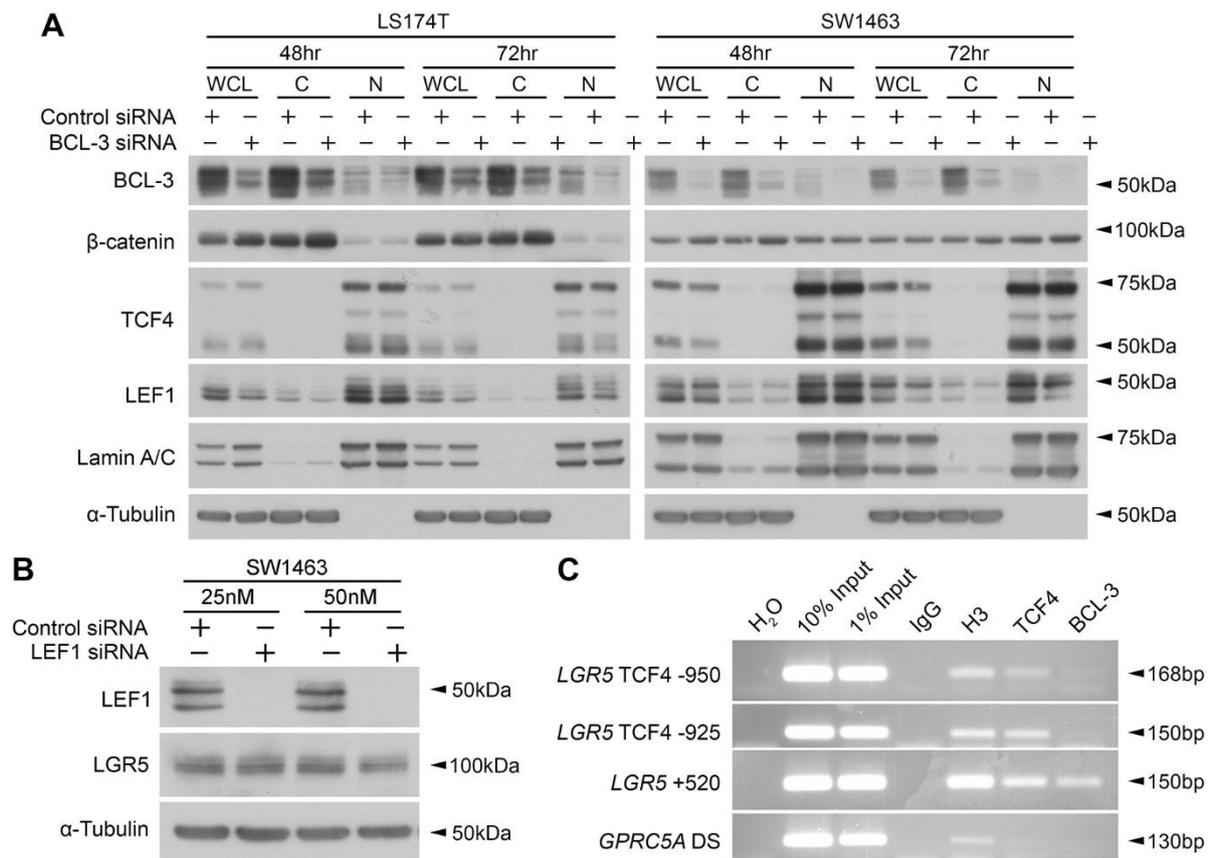 A
LS174T SW1463
48hr 72hr 48hr 72hr
WCL C N WCL C N WCL C N WCL C N
Control siRNA + − + − + − + − + − + − + − + − + − + − + − + −
BCL-3 siRNA − + − + − + − + − + − + − + − + − + − + − + − +
BCL-3 ◄50kDa
β-catenin ◄100kDa
TCF4 ◄75kDa
◄50kDa
LEF1 ◄50kDa
Lamin A/C ◄75kDa
α-Tubulin ◄50kDa
B
SW1463
25nM 50nM
Control siRNA + − + −
LEF1 siRNA − + − +
LEF1 ◄50kDa
LGR5 ◄100kDa
α-Tubulin ◄50kDa
C
H2O 10% Input 1% Input IgG H3 TCF4 BCL-3
LGR5 TCF4 -950 ◄168bp
LGR5 TCF4 -925 ◄150bp
LGR5 +520 ◄150bp
GPRC5A DS ◄130bp